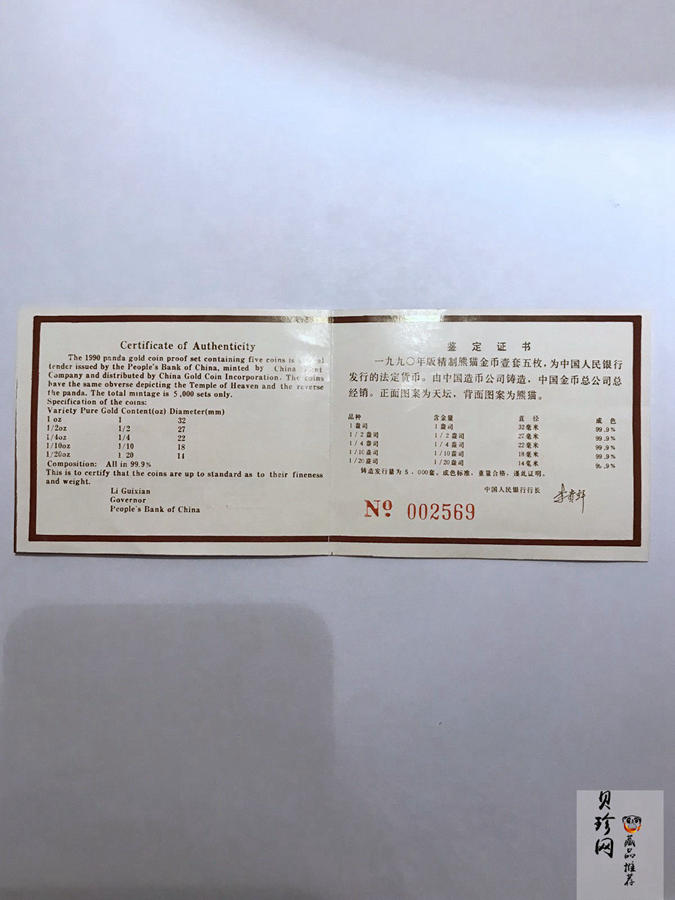 Certificate of Authenticity
The 1990 panda gold coin proof set containing five coins is
tender issued by the People's Bank of China, minted by China
Company and distributed by China Gold Coin Incorporation. The coins
have the same obverse depicting the Temple of Heaven and the reverse
the panda. The total mintage is 5,000 sets only.
Specification of the coins:
Variety Pure Gold Content(oz) Diameter(mm)
1 oz 1 32
1/2oz 1/2 27
1/4oz 1/4 22
1/10oz 1/10 18
1/20oz 1 20 14
Composition: All in 99.9%
This is to certify that the coins are up to standard as to their fineness
and weight.
Li Guixian
Governor
People's Bank of China
鉴定证书
一九九〇年版精制熊猫金币壹套五枚,为中国人民银行
发行的法定货币。由中国造币公司铸造,中国金币总公司总
经销。正面图案为天坛,背面图案为熊猫。
品种 含金量 直径 成色
1盎司 1盎司 32毫米 99.9%
1/2盎司 1/2盎司 27毫米 99.9%
1/4盎司 1/4盎司 22毫米 99.9%
1/10盎司 1/10盎司 18毫米 99.9%
1/20盎司 1/20盎司 14毫米 99.9%
铸造发行量为5,000套。成色标准,重量合格,谨此证明。
中国人民银行行长
Nº 002569
贝珍网
藏品推荐